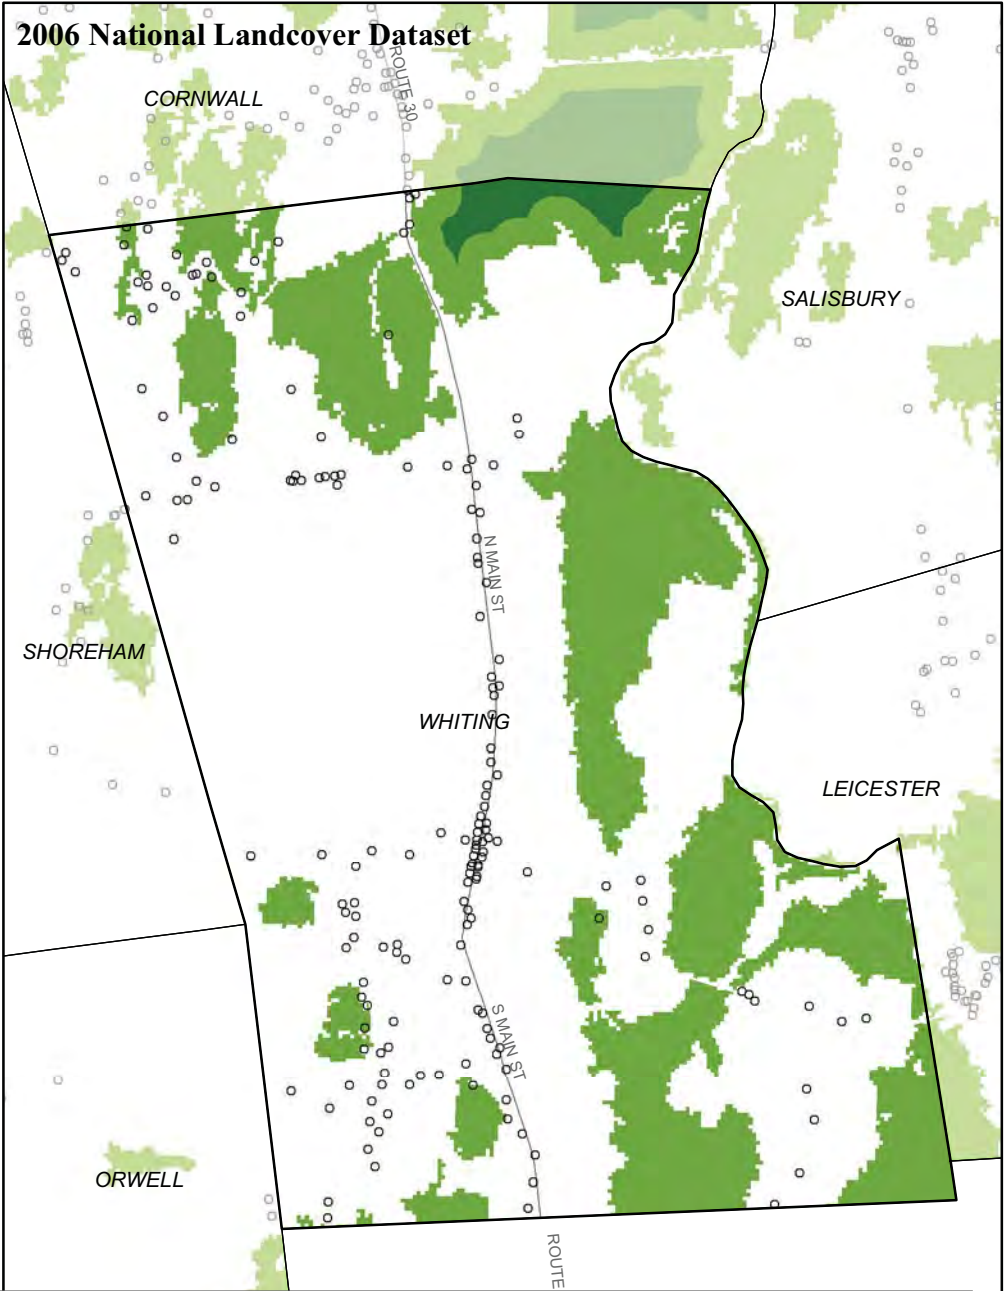 2006 National Landcover Dataset
ROUTE 30
CORNWALL
SALISBURY
N MAIN ST
SHOREHAM
WHITING
LEICESTER
S MAIN ST
ORWELL
ROUTE